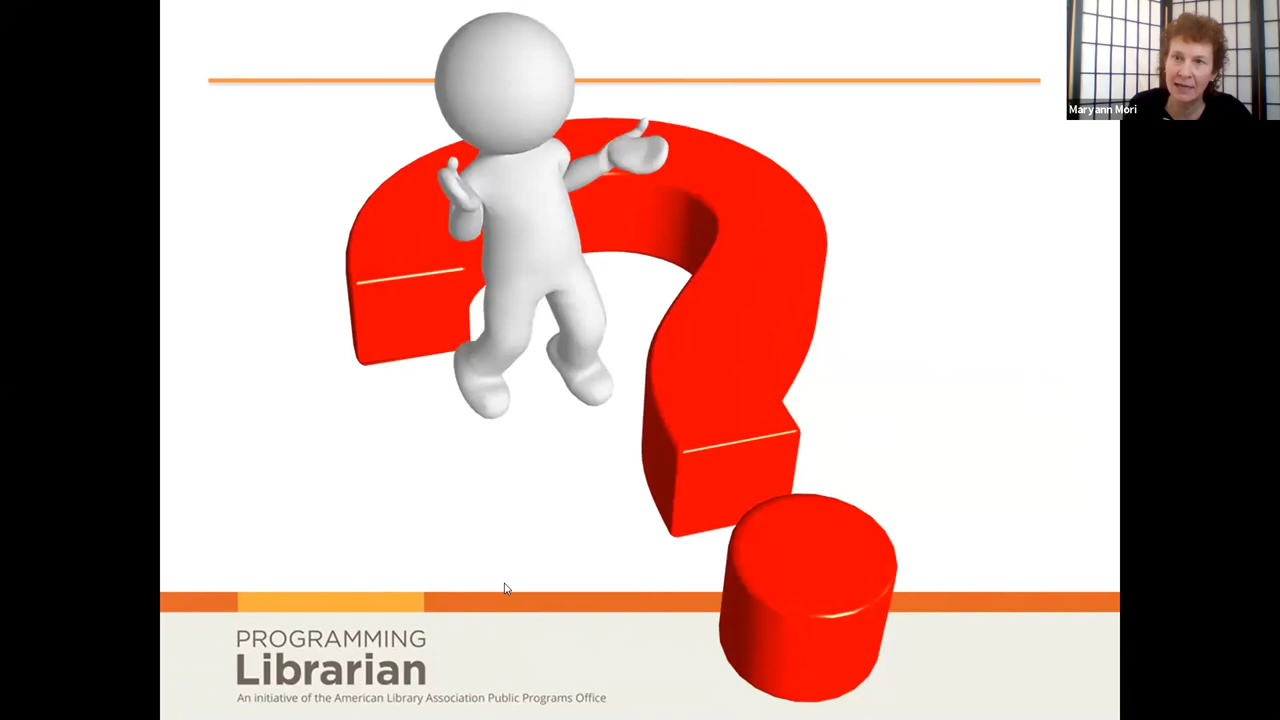 Maryann Mori
PROGRAMMING
Librarian
An initiative of the American Library Association Public Programs Office